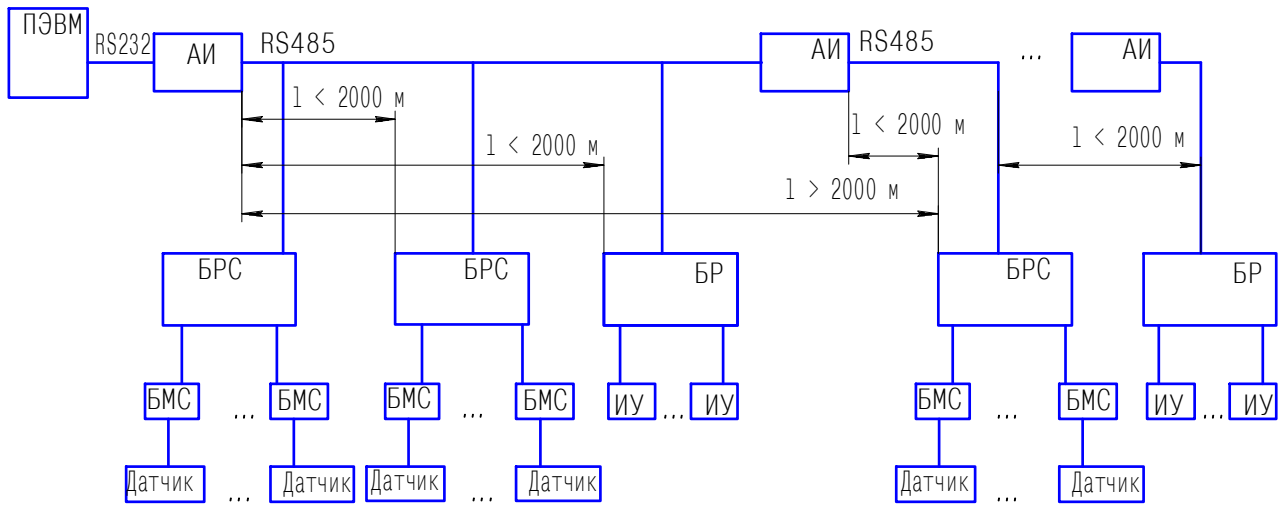 ПЭВМ
RS232
АИ
RS485
АИ
RS485
...
АИ
l < 2000 м
l < 2000 м
l < 2000 м
l < 2000 м
l > 2000 м
БРС
БРС
БР
БРС
БР
БМС
...
БМС
БМС
...
БМС
ИУ
...
ИУ
БМС
...
БМС
ИУ
...
ИУ
Датчик
...
Датчик
Датчик
...
Датчик
Датчик
...
Датчик